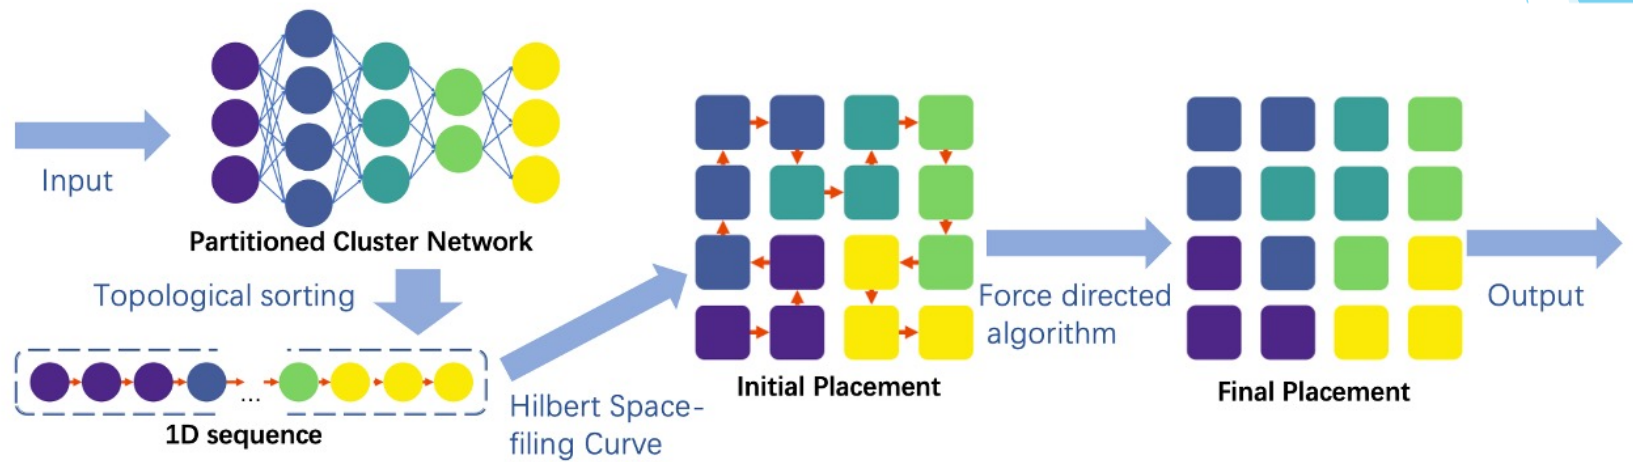 Input
Partitioned Cluster Network
Topological sorting
...
1D sequence
Hilbert Space-
filing Curve
Initial Placement
Force directed
algorithm
Final Placement
Output